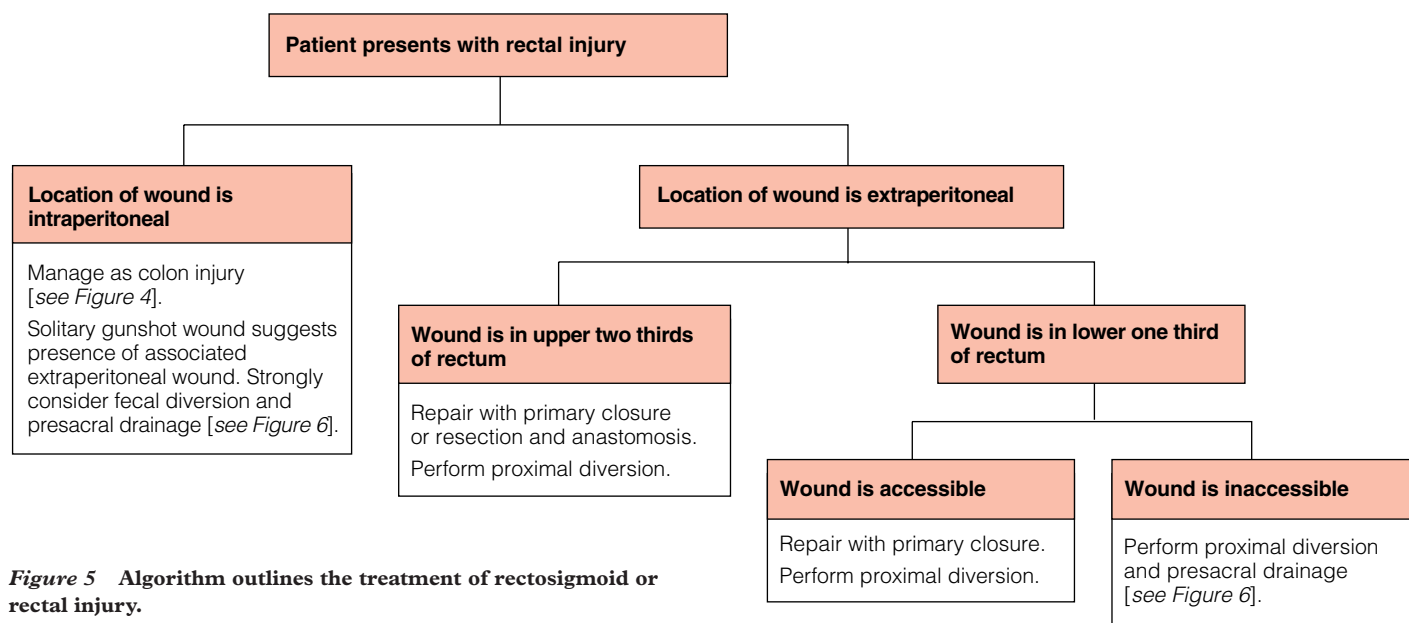 Patient presents with rectal injury
Location of wound is
intraperitoneal
Manage as colon injury
[see Figure 4].
Solitary gunshot wound suggests
presence of associated
extraperitoneal wound. Strongly
consider fecal diversion and
presacral drainage [see Figure 6].
Location of wound is extraperitoneal
Wound is in upper two thirds
of rectum
Repair with primary closure
or resection and anastomosis.
Perform proximal diversion.
Wound is in lower one third
of rectum
Wound is accessible
Repair with primary closure.
Perform proximal diversion.
Wound is inaccessible
Perform proximal diversion
and presacral drainage
[see Figure 6].
Figure 5 Algorithm outlines the treatment of rectosigmoid or
rectal injury.